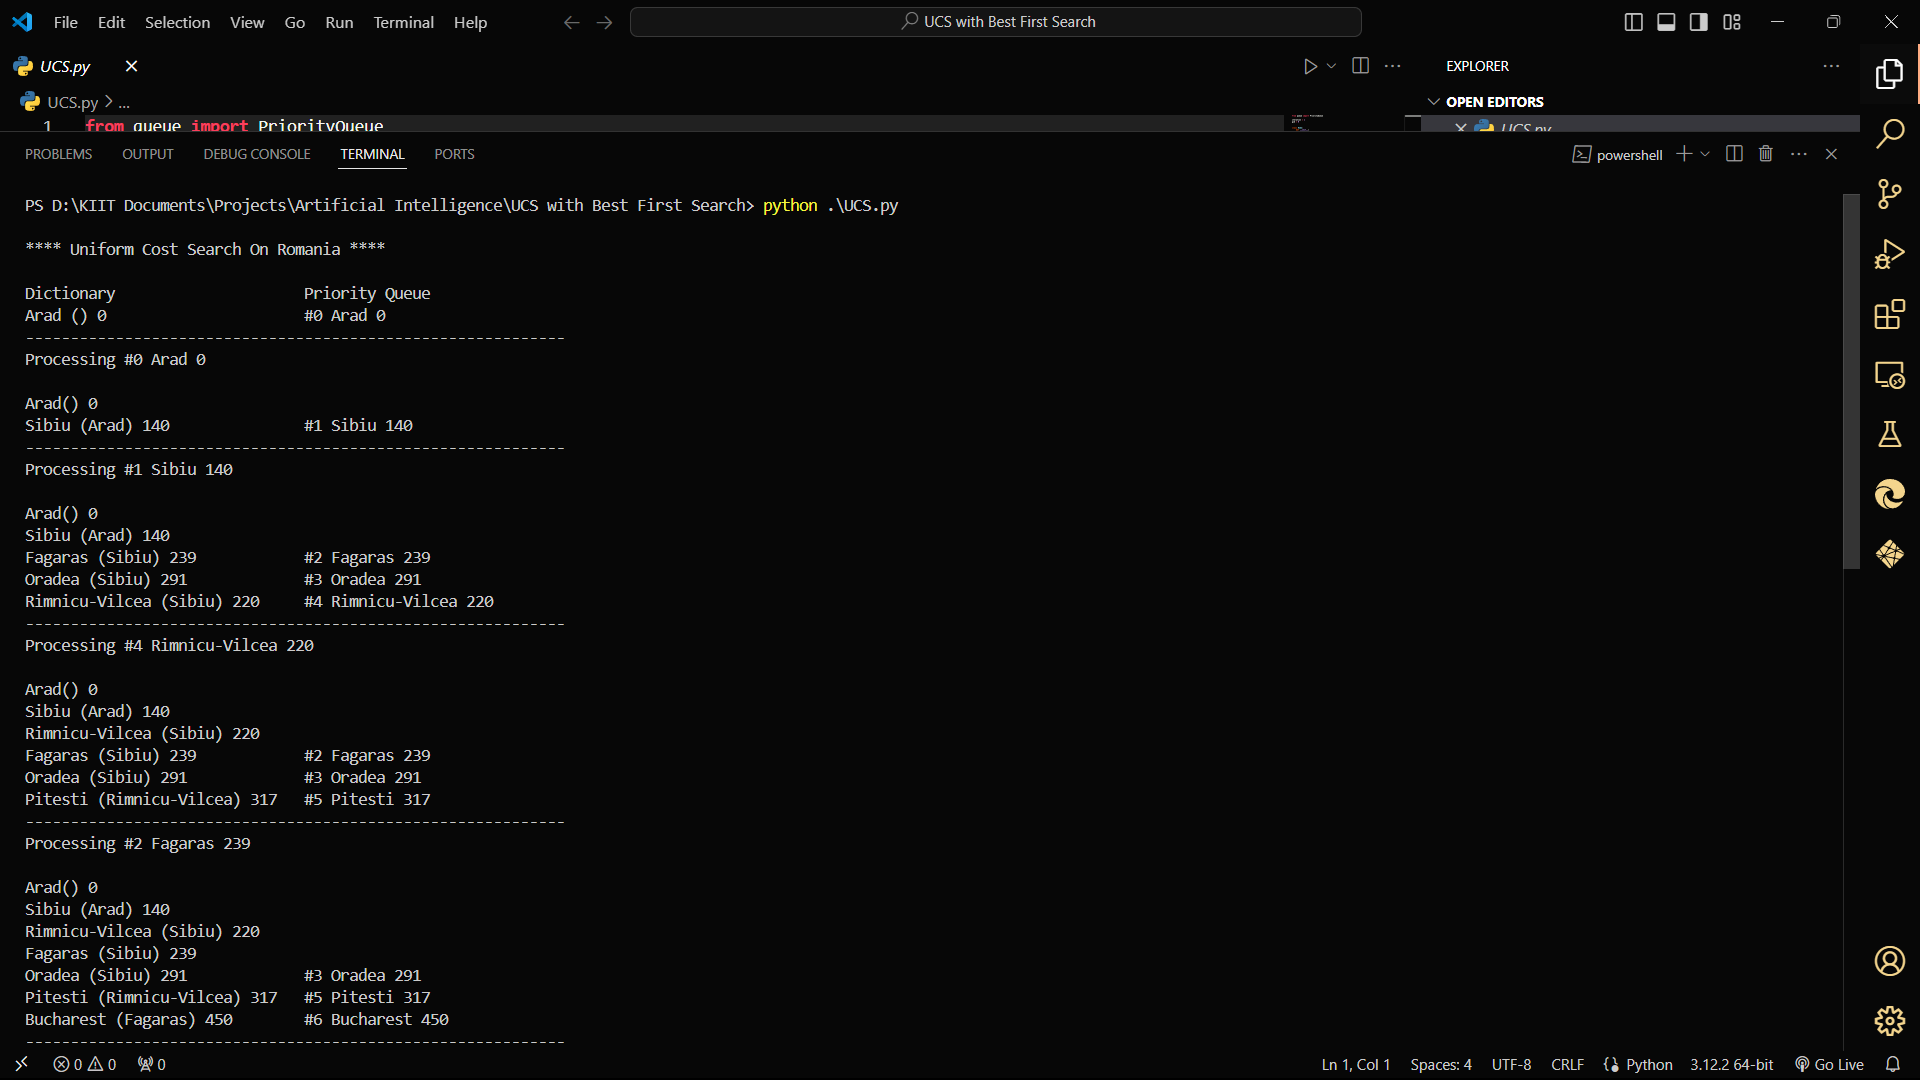 File Edit Selection View Go Run Terminal Help
UCS with Best First Search
UCS.py
EXPLORER
UCS.py > ...
OPEN EDITORS
1 from queue import PriorityQueue
UCS.py
PROBLEMS OUTPUT DEBUG CONSOLE TERMINAL PORTS
powershell
PS D:\KIIT Documents\Projects\Artificial Intelligence\UCS with Best First Search> python .\UCS.py
**** Uniform Cost Search On Romania ****
Dictionary Priority Queue
Arad () 0 #0 Arad 0
------------------------------------------------------------
Processing #0 Arad 0
Arad() 0
Sibiu (Arad) 140 #1 Sibiu 140
------------------------------------------------------------
Processing #1 Sibiu 140
Arad() 0
Sibiu (Arad) 140
Fagaras (Sibiu) 239 #2 Fagaras 239
Oradea (Sibiu) 291 #3 Oradea 291
Rimnicu-Vilcea (Sibiu) 220 #4 Rimnicu-Vilcea 220
------------------------------------------------------------
Processing #4 Rimnicu-Vilcea 220
Arad() 0
Sibiu (Arad) 140
Rimnicu-Vilcea (Sibiu) 220
Fagaras (Sibiu) 239 #2 Fagaras 239
Oradea (Sibiu) 291 #3 Oradea 291
Pitesti (Rimnicu-Vilcea) 317 #5 Pitesti 317
------------------------------------------------------------
Processing #2 Fagaras 239
Arad() 0
Sibiu (Arad) 140
Rimnicu-Vilcea (Sibiu) 220
Fagaras (Sibiu) 239
Oradea (Sibiu) 291 #3 Oradea 291
Pitesti (Rimnicu-Vilcea) 317 #5 Pitesti 317
Bucharest (Fagaras) 450 #6 Bucharest 450
------------------------------------------------------------
0 0 0 Ln 1, Col 1 Spaces: 4 UTF-8 CRLF Python 3.12.2 64-bit Go Live